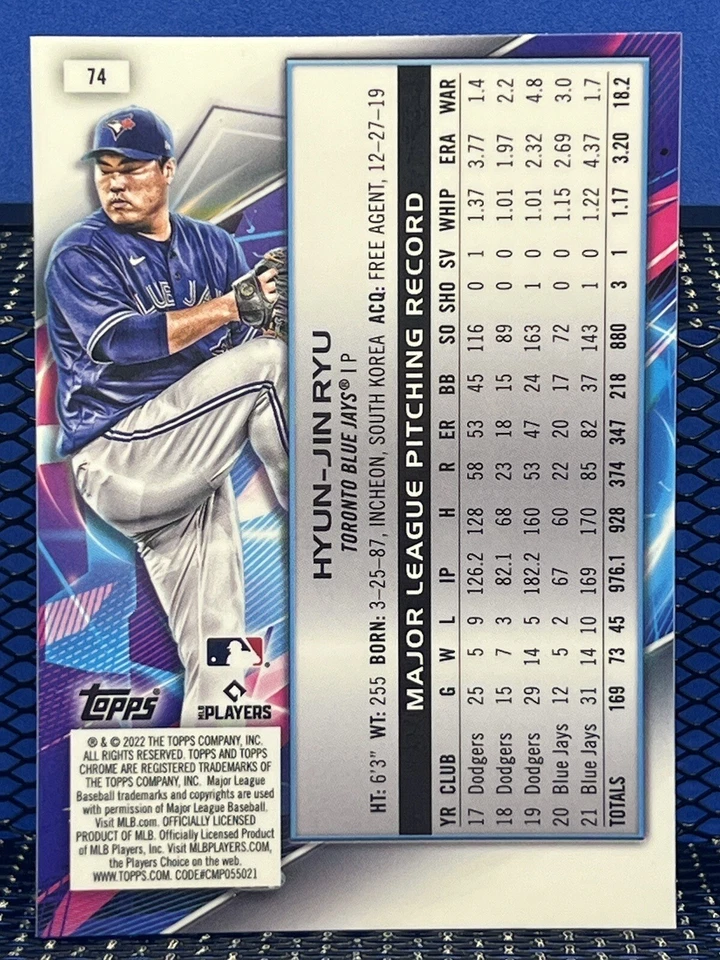 74
BLUE JAY
HYUN-JIN RYU
TORONTO BLUE JAYS® | P
HT: 6'3" WT: 255 BORN: 3-25-87, INCHEON, SOUTH KOREA ACQ: FREE AGENT, 12-27-19
MAJOR LEAGUE PITCHING RECORD
YR CLUB G W L IP H R ER BB SO SHO SV WHIP ERA WAR
17 Dodgers 25 5 9 126.2 128 58 53 45 116 0 1 1.37 3.77 1.4
18 Dodgers 15 7 3 82.1 68 23 18 15 89 0 0 1.01 1.97 2.2
19 Dodgers 29 14 5 182.2 160 53 47 24 163 1 0 1.01 2.32 4.8
20 Blue Jays 12 5 2 67 60 22 20 17 72 0 0 1.15 2.69 3.0
21 Blue Jays 31 14 10 169 170 85 82 37 143 1 0 1.22 4.37 1.7
TOTALS 169 73 45 976.1 928 374 347 218 880 3 1 1.17 3.20 18.2
topps®
MLB PLAYERS
® & © 2022 THE TOPPS COMPANY, INC.
ALL RIGHTS RESERVED. TOPPS AND TOPPS
CHROME ARE REGISTERED TRADEMARKS OF
THE TOPPS COMPANY, INC. Major League
Baseball trademarks and copyrights are used
with permission of Major League Baseball.
Visit MLB.com. OFFICIALLY LICENSED
PRODUCT OF MLB. Officially Licensed Product
of MLB Players, Inc. Visit MLBPLAYERS.COM,
the Players Choice on the web.
WWW.TOPPS.COM. CODE#CMP055021